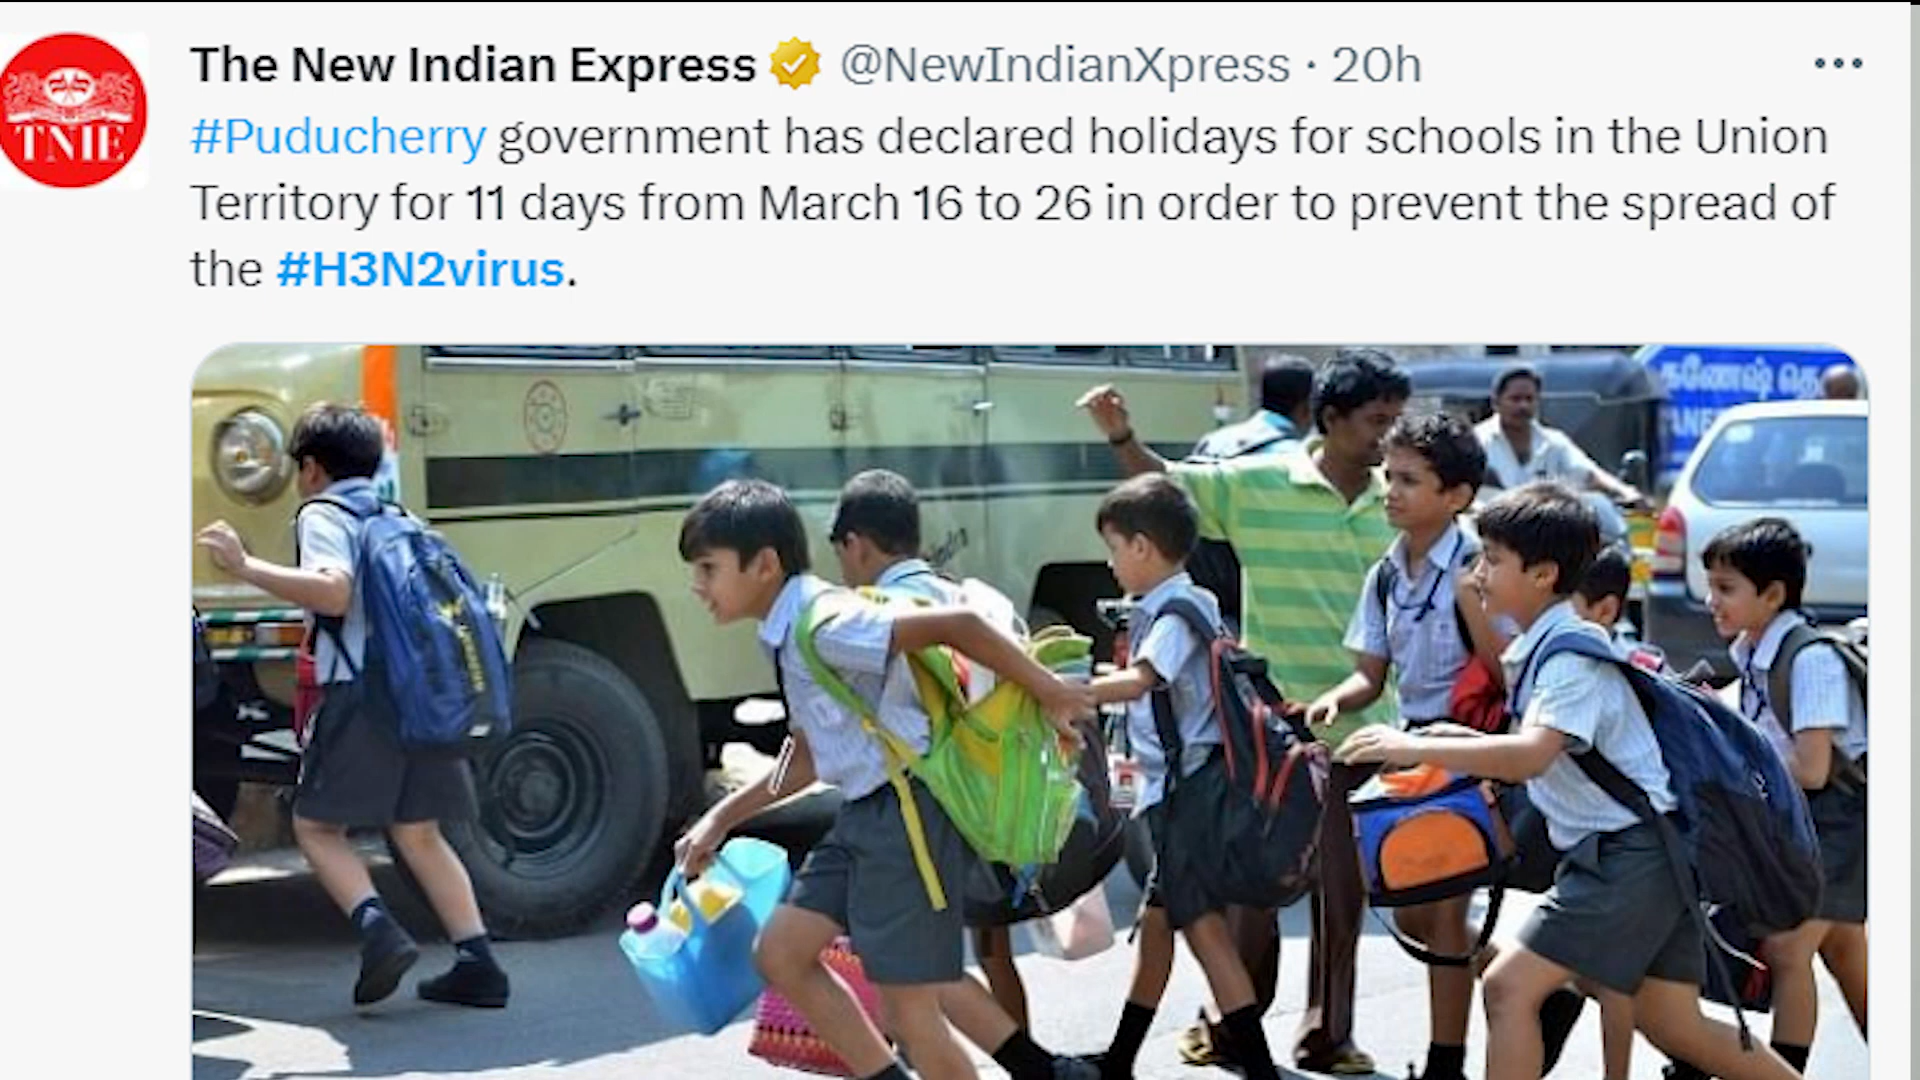 The New Indian Express @NewIndianXpress · 20h
TNIE
#Puducherry government has declared holidays for schools in the Union
Territory for 11 days from March 16 to 26 in order to prevent the spread of
the #H3N2virus.
கணேஷ்